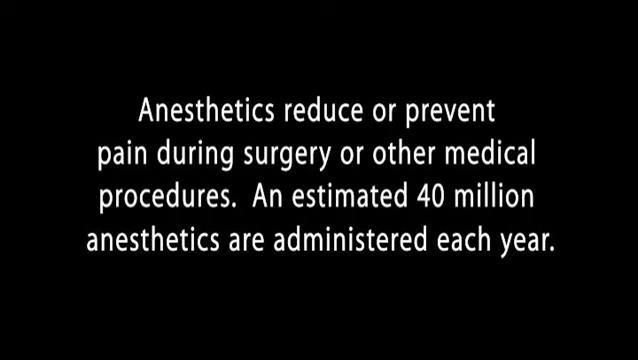 Anesthetics reduce or prevent
pain during surgery or other medical
procedures.  An estimated 40 million
anesthetics are administered each year.